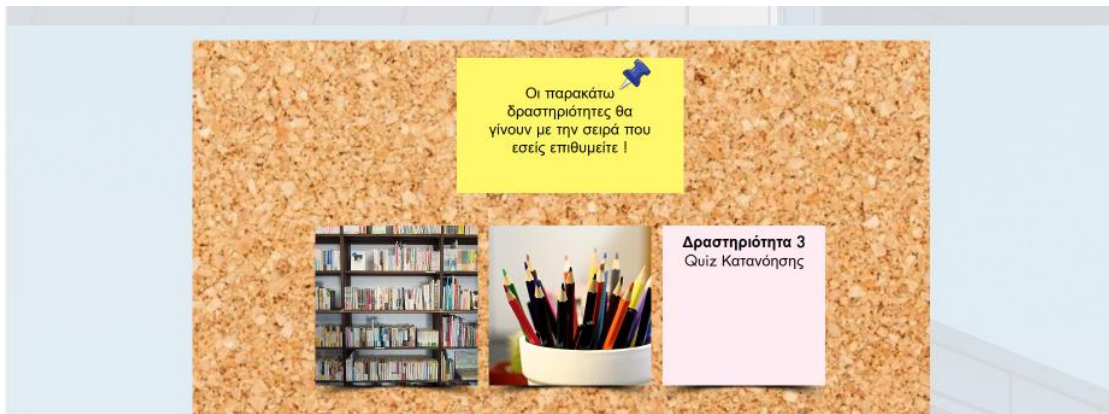 Οι παρακάτω
δραστηριότητες θα
γίνουν με την σειρά που
εσείς επιθυμείτε !
Δραστηριότητα 3
Quiz Κατανόησης